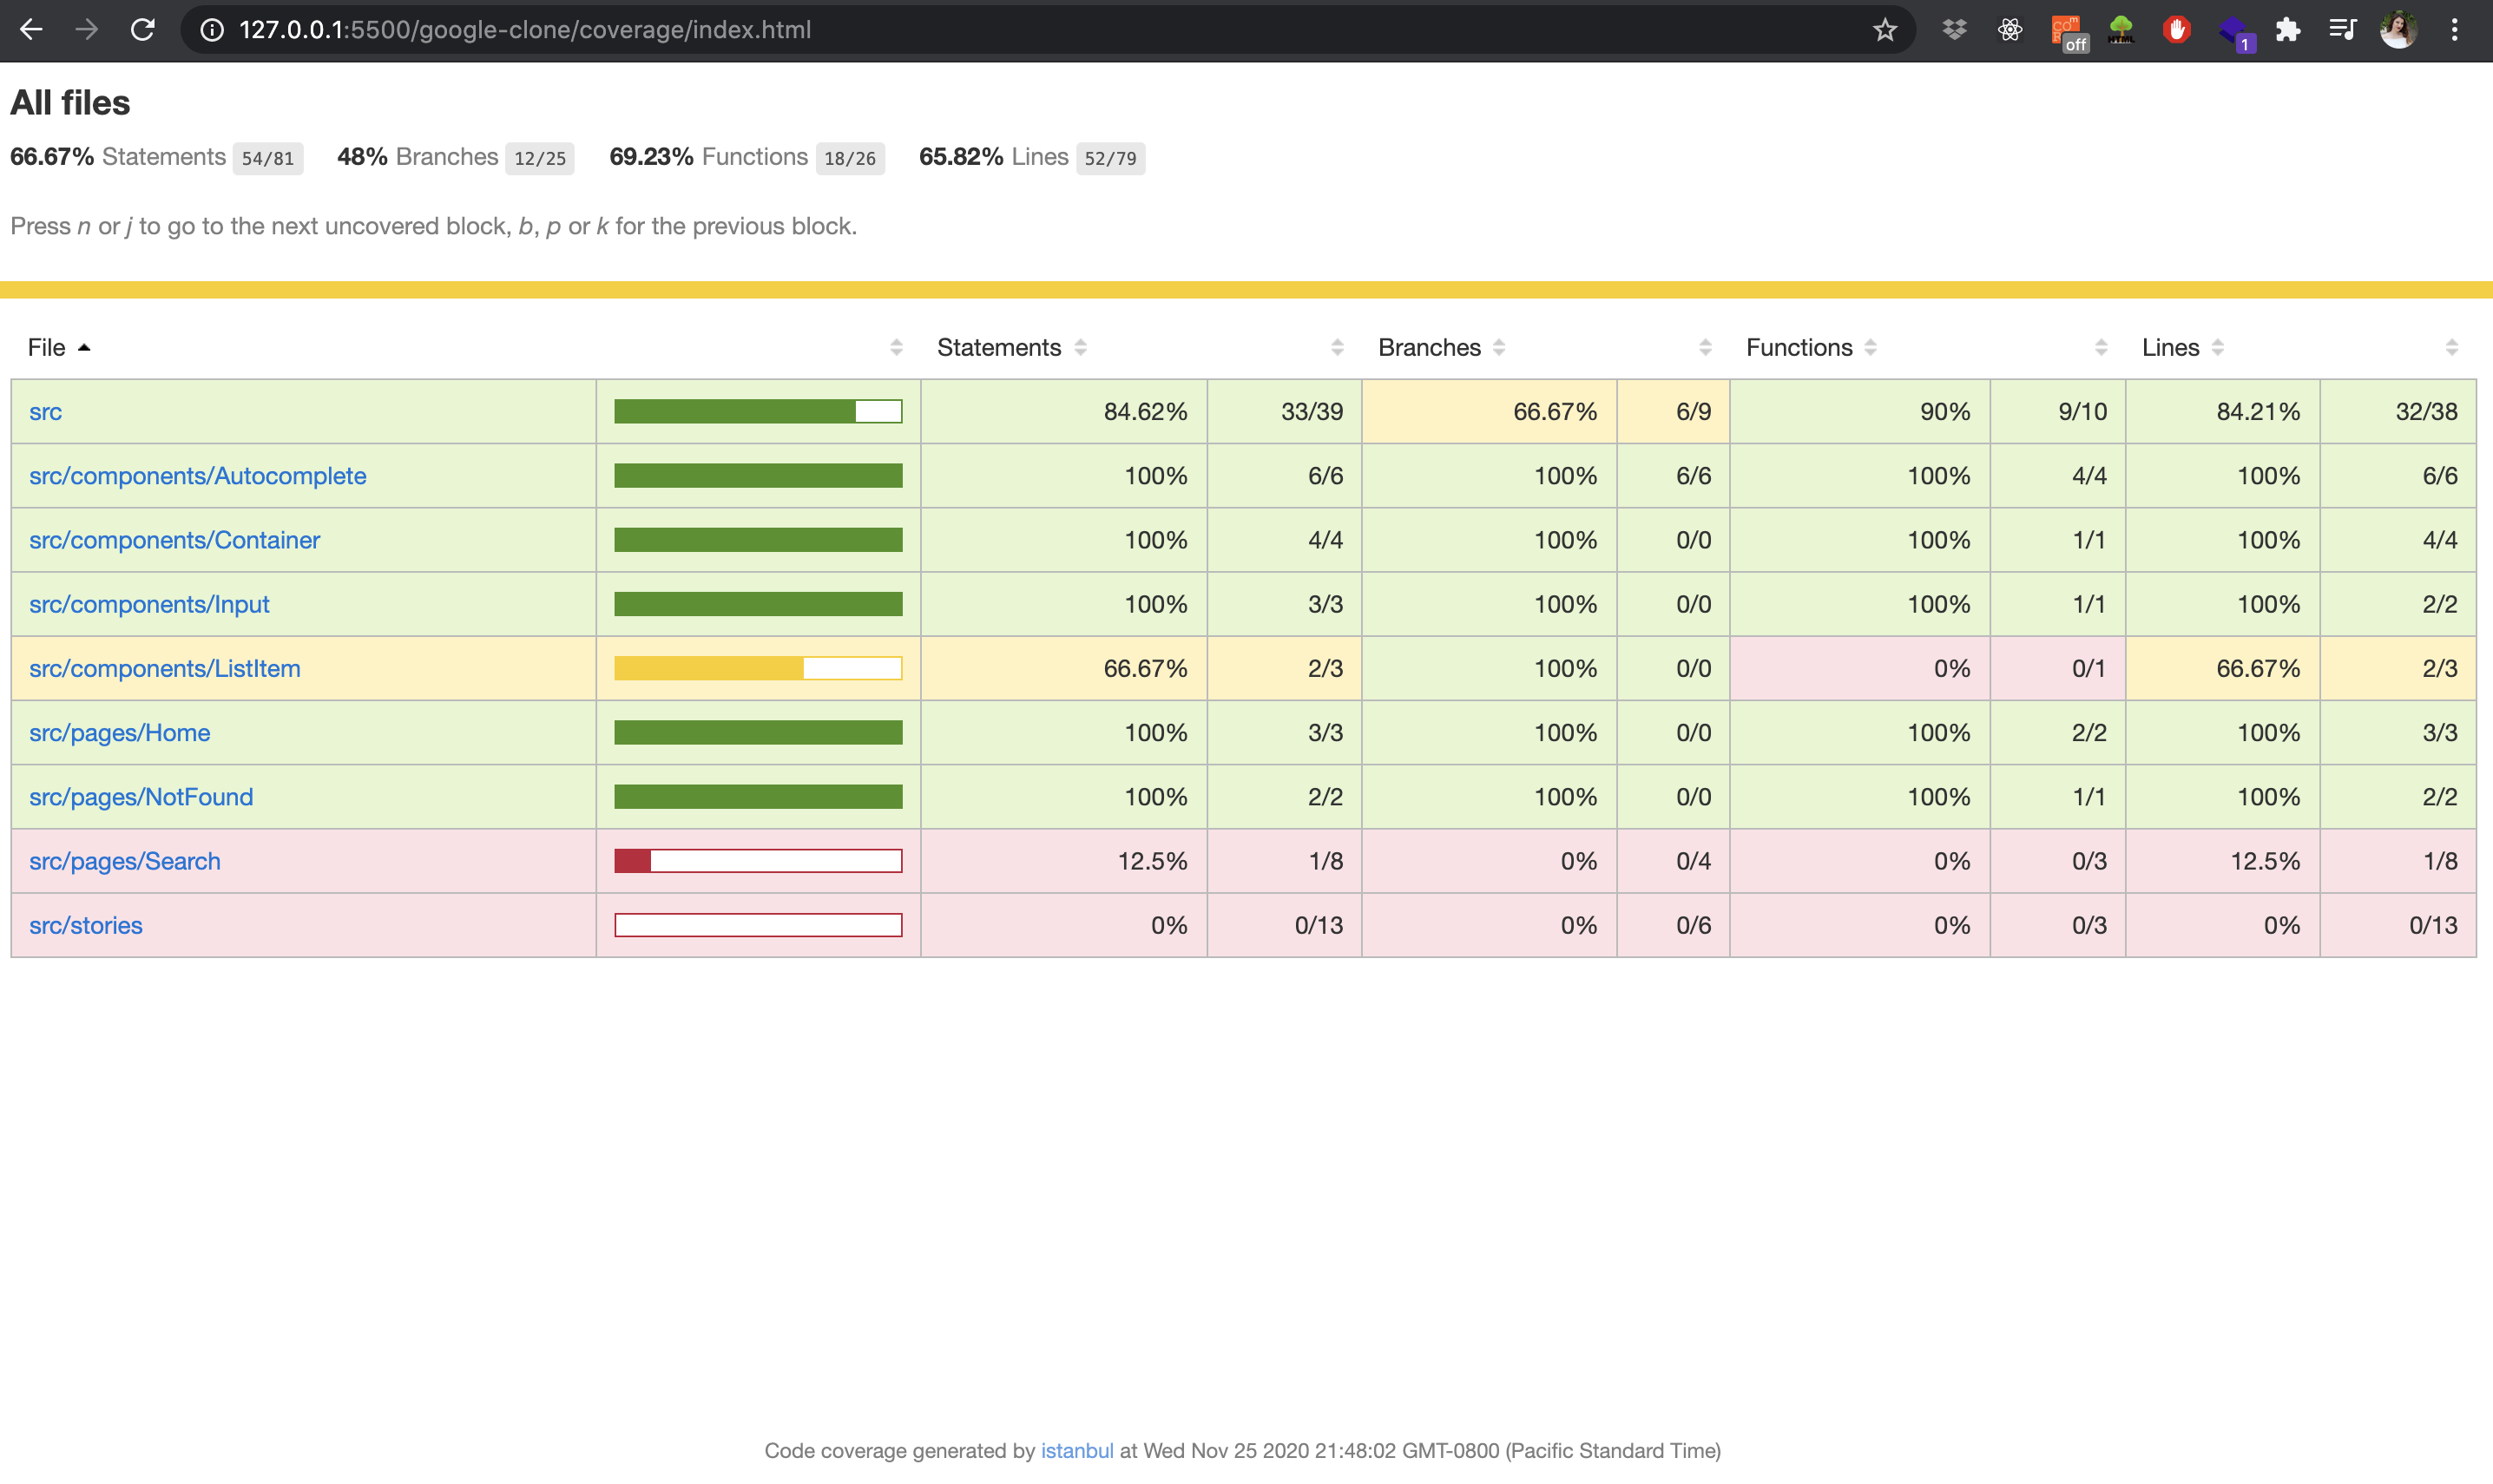 127.0.0.1:5500/google-clone/coverage/index.html
off
HTML
1
All files
66.67% Statements 54/81 48% Branches 12/25 69.23% Functions 18/26 65.82% Lines 52/79
Press n or j to go to the next uncovered block, b, p or k for the previous block.
File Statements Branches Functions Lines
src 84.62% 33/39 66.67% 6/9 90% 9/10 84.21% 32/38
src/components/Autocomplete 100% 6/6 100% 6/6 100% 4/4 100% 6/6
src/components/Container 100% 4/4 100% 0/0 100% 1/1 100% 4/4
src/components/Input 100% 3/3 100% 0/0 100% 1/1 100% 2/2
src/components/ListItem 66.67% 2/3 100% 0/0 0% 0/1 66.67% 2/3
src/pages/Home 100% 3/3 100% 0/0 100% 2/2 100% 3/3
src/pages/NotFound 100% 2/2 100% 0/0 100% 1/1 100% 2/2
src/pages/Search 12.5% 1/8 0% 0/4 0% 0/3 12.5% 1/8
src/stories 0% 0/13 0% 0/6 0% 0/3 0% 0/13
Code coverage generated by istanbul at Wed Nov 25 2020 21:48:02 GMT-0800 (Pacific Standard Time)